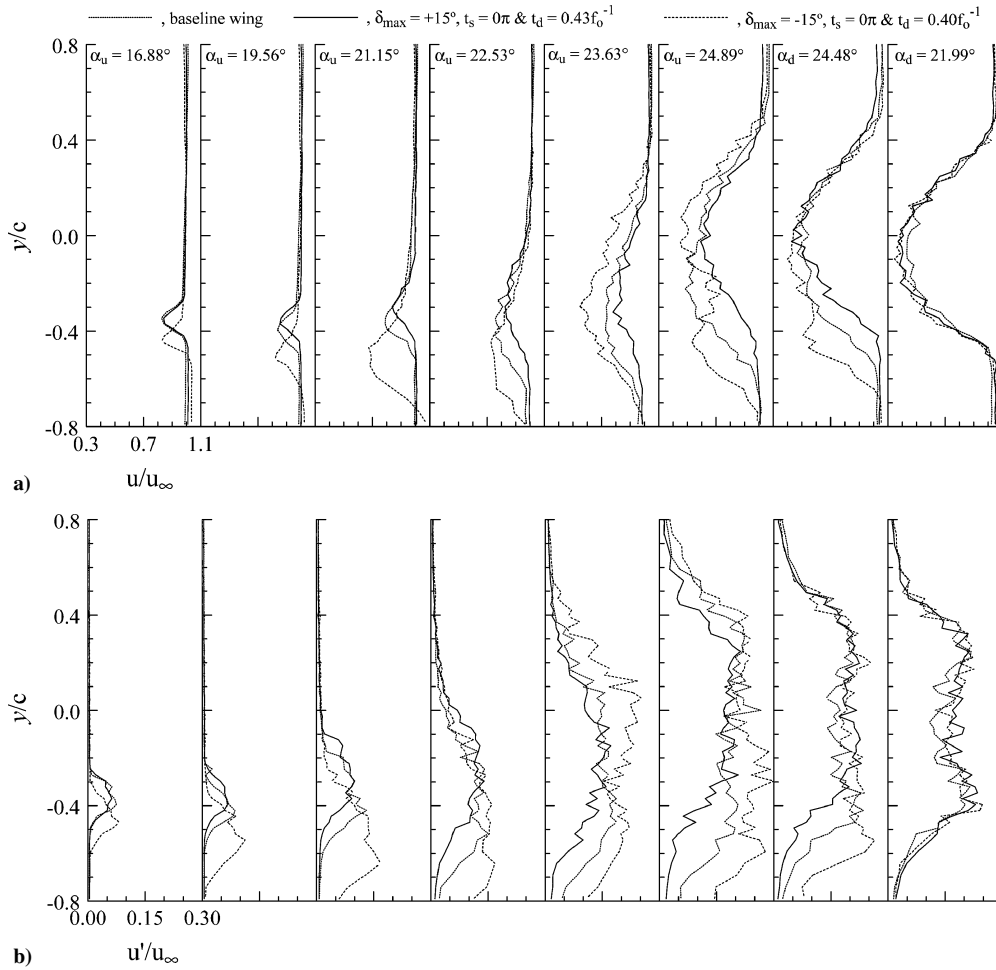 , baseline wing , δmax = +15º, ts = 0π & td = 0.43fo⁻¹ , δmax = -15º, ts = 0π & td = 0.40fo⁻¹
0.8
αu = 16.88° αu = 19.56° αu = 21.15° αu = 22.53° αu = 23.63° αu = 24.89° αd = 24.48° αd = 21.99°
0.4
y/c
0.0
-0.4
-0.8
0.3 0.7 1.1
a) u/u∞
0.8
0.4
y/c
0.0
-0.4
-0.8
0.00 0.15 0.30
b) u'/u∞